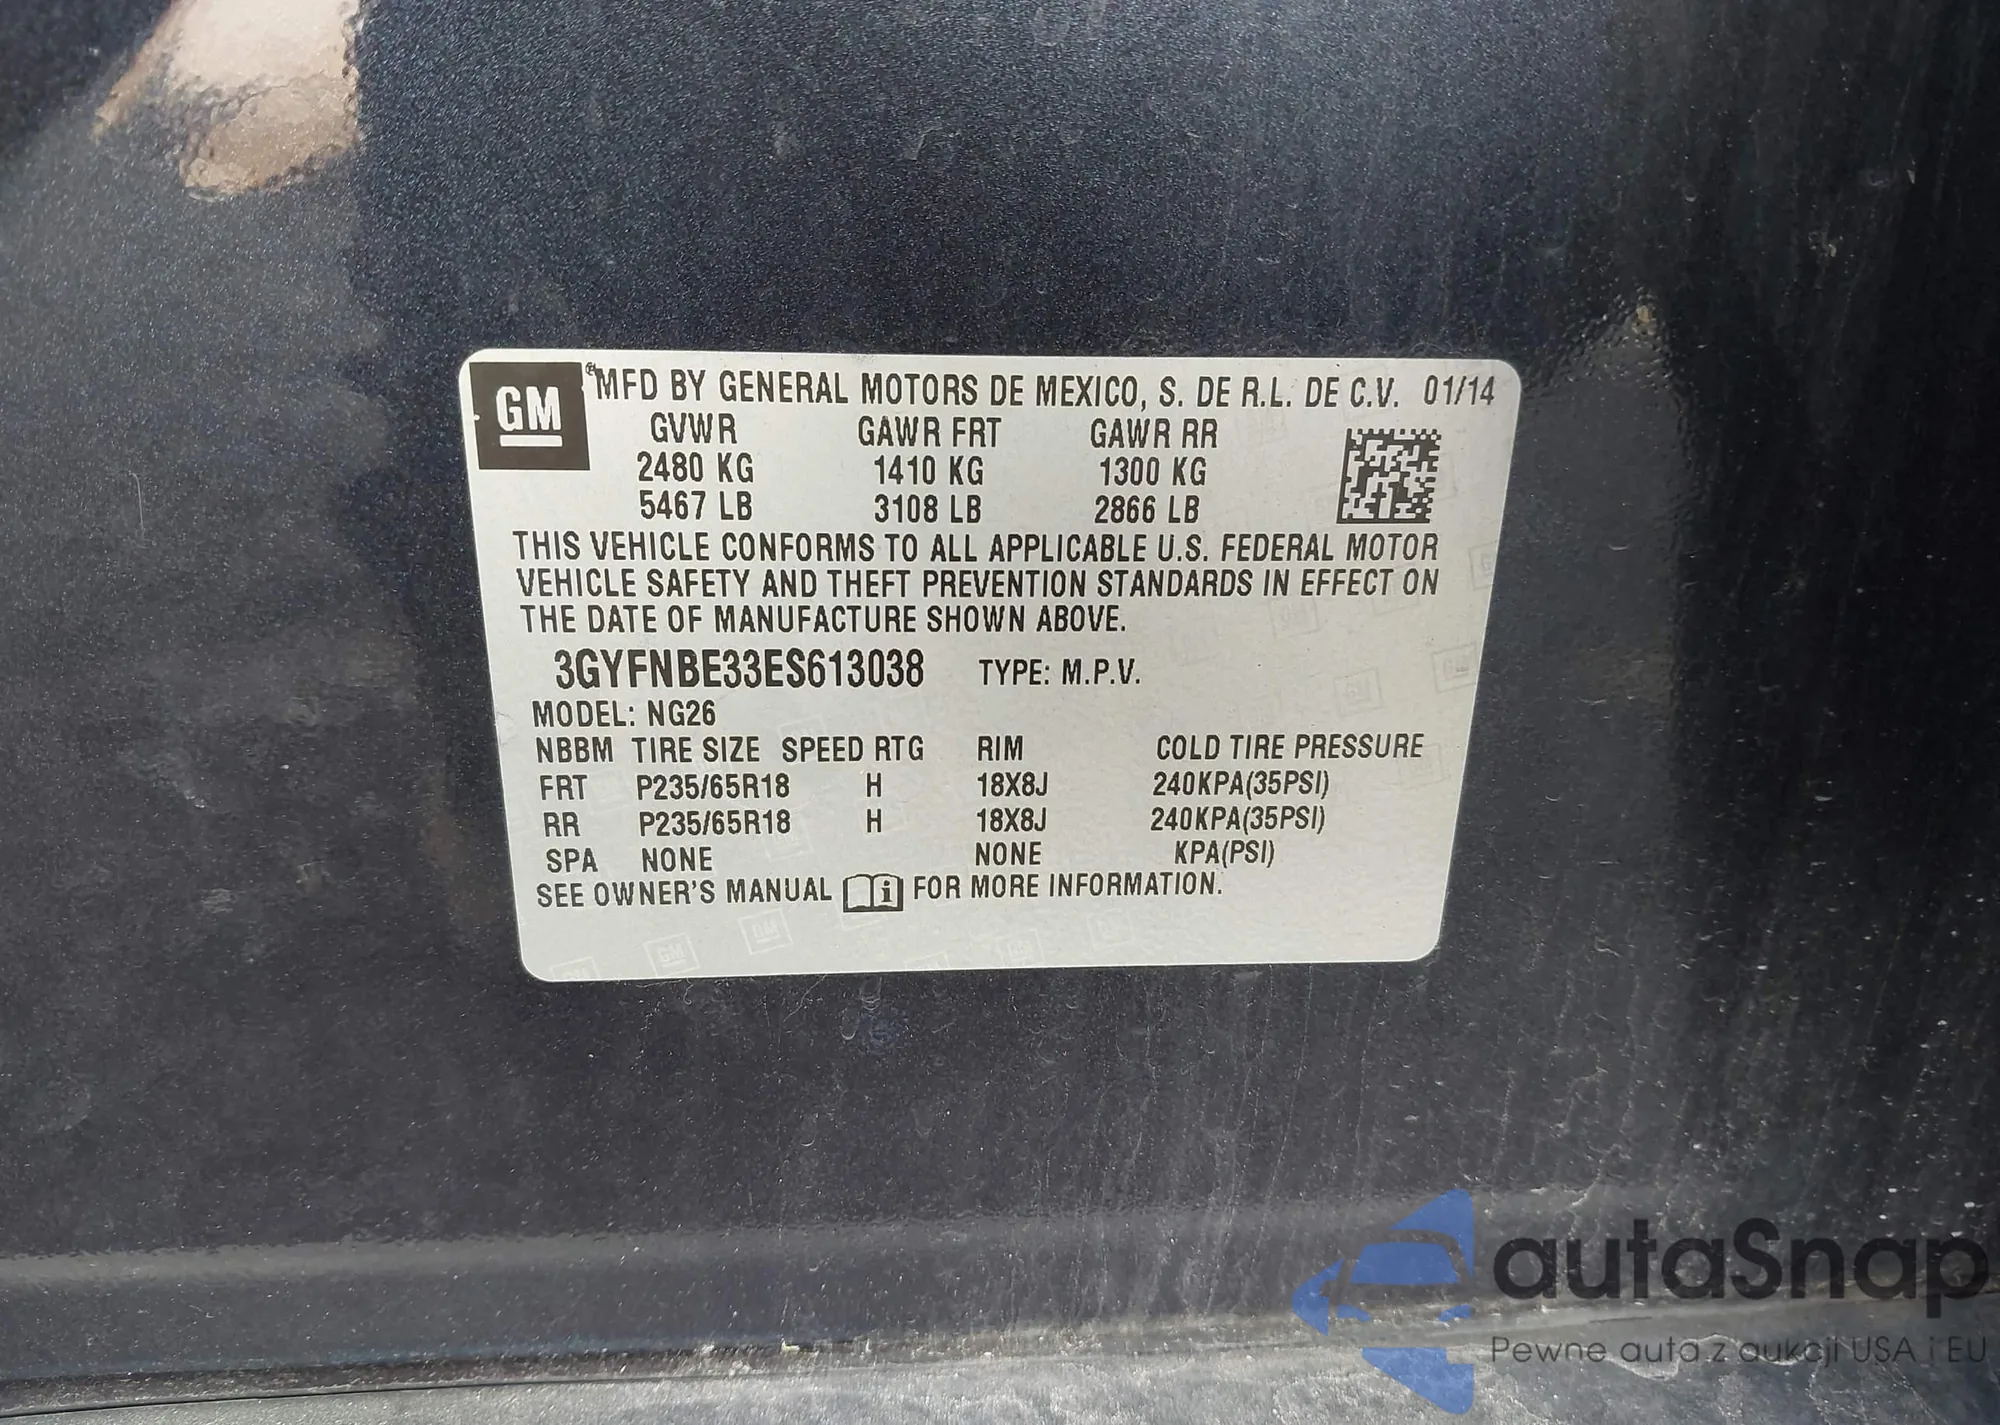 GM
MFD BY GENERAL MOTORS DE MEXICO, S. DE R.L. DE C.V. 01/14
GVWR GAWR FRT GAWR RR
2480 KG 1410 KG 1300 KG
5467 LB 3108 LB 2866 LB
THIS VEHICLE CONFORMS TO ALL APPLICABLE U.S. FEDERAL MOTOR
VEHICLE SAFETY AND THEFT PREVENTION STANDARDS IN EFFECT ON
THE DATE OF MANUFACTURE SHOWN ABOVE.
3GYFNBE33ES613038 TYPE: M.P.V.
MODEL: NG26
NBBM TIRE SIZE SPEED RTG RIM COLD TIRE PRESSURE
FRT P235/65R18 H 18X8J 240KPA(35PSI)
RR P235/65R18 H 18X8J 240KPA(35PSI)
SPA NONE NONE KPA(PSI)
SEE OWNER'S MANUAL FOR MORE INFORMATION.
autaSnap
Pewne auta z aukcji USA i EU